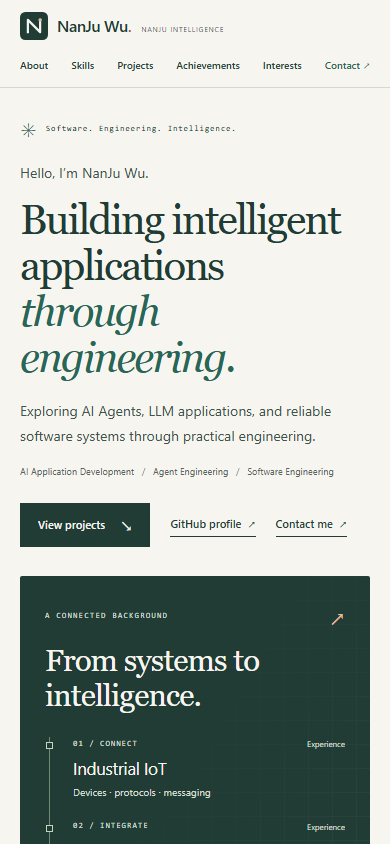 N NanJu Wu. NANJU INTELLIGENCE
About Skills Projects Achievements Interests Contact ↗
Software. Engineering. Intelligence.
Hello, I'm NanJu Wu.
Building intelligent
applications
through
engineering.
Exploring AI Agents, LLM applications, and reliable
software systems through practical engineering.
AI Application Development / Agent Engineering / Software Engineering
View projects ↘ GitHub profile ↗ Contact me ↗
A CONNECTED BACKGROUND ↗
From systems to
intelligence.
01 / CONNECT Experience
Industrial IoT
Devices · protocols · messaging
02 / INTEGRATE Experience